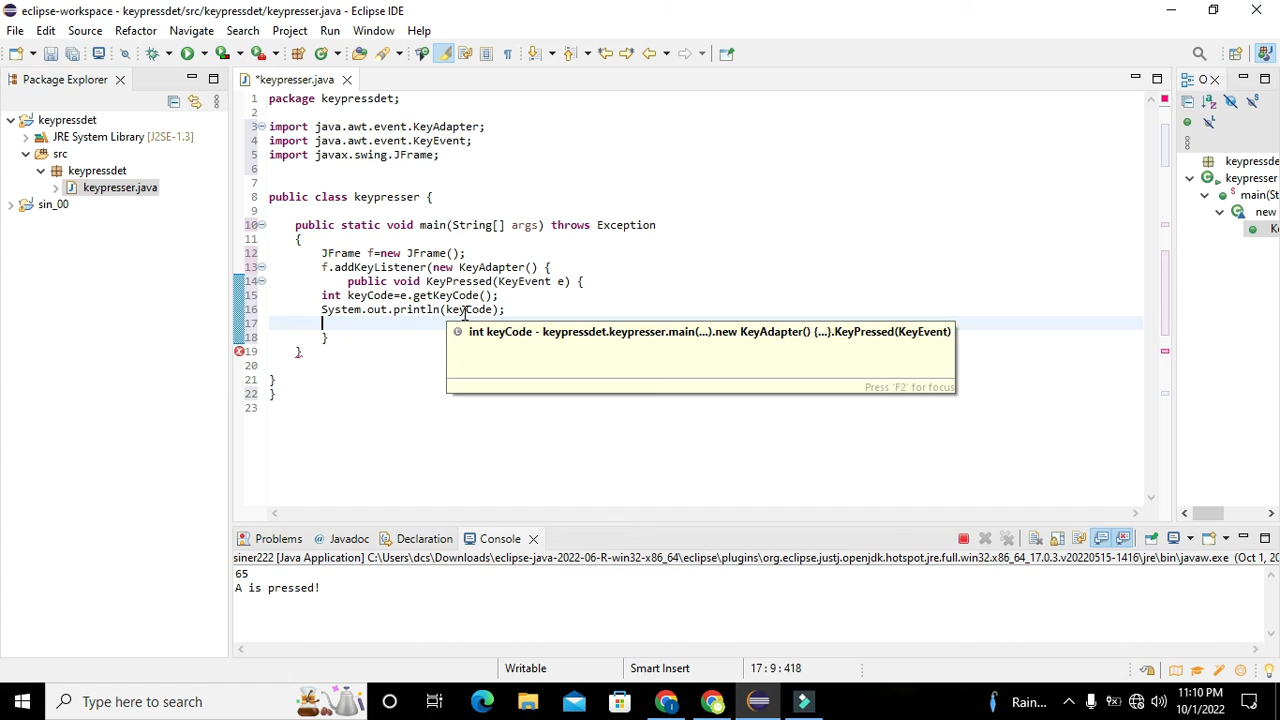 eclipse-workspace - keypressdet/src/keypressdet/keypresser.java - Eclipse IDE
File Edit Source Refactor Navigate Search Project Run Window Help
Package Explorer
*keypresser.java
keypressdet
JRE System Library [J2SE-1.3]
src
keypressdet
keypresser.java
sin_00
1 package keypressdet;
2
3 import java.awt.event.KeyAdapter;
4 import java.awt.event.KeyEvent;
5 import javax.swing.JFrame;
6
7
8 public class keypresser {
9
10 public static void main(String[] args) throws Exception
11 {
12 JFrame f=new JFrame();
13 f.addKeyListener(new KeyAdapter() {
14 public void KeyPressed(KeyEvent e) {
15 int keyCode=e.getKeyCode();
16 System.out.println(keyCode);
17
18 }
19 }
20
21 }
22 }
23
int keyCode - keypressdet.keypresser.main(...).new KeyAdapter() {...}.KeyPressed(KeyEvent)
Press 'F2' for focus
O
keypressde
keypresser
main(St
new
Ke
Problems Javadoc Declaration Console
siner222 [Java Application] C:\Users\dcs\Downloads\eclipse-java-2022-06-R-win32-x86_64\eclipse\plugins\org.eclipse.justj.openjdk.hotspot.jre.full.win32.x86_64_17.0.3.v20220515-1416\jre\bin\javaw.exe (Oct 1, 20
65
A is pressed!
Writable Smart Insert 17 : 9 : 418
Type here to search
Rain...
11:10 PM
10/1/2022